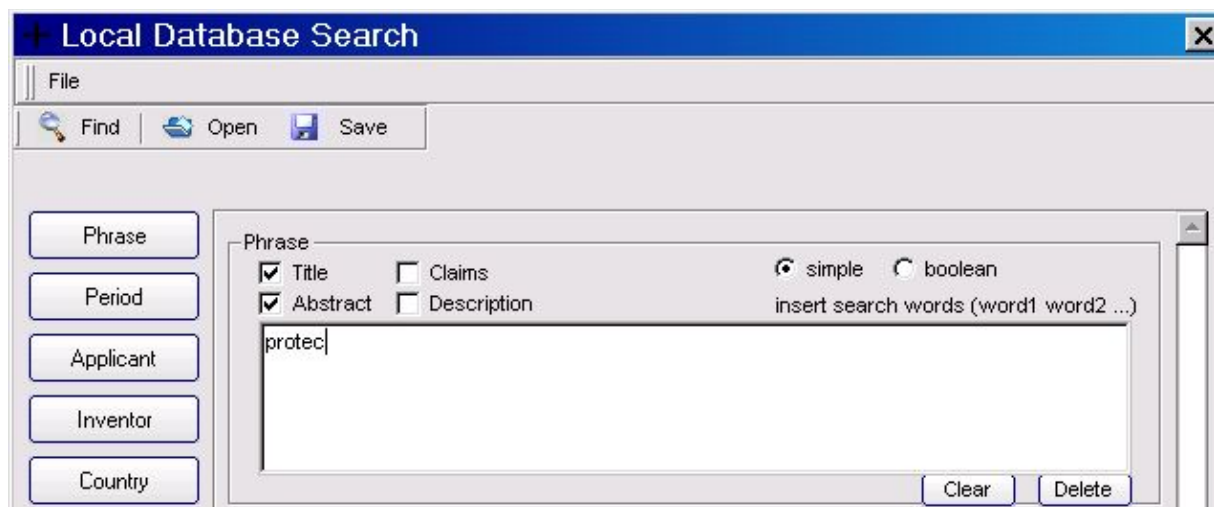 Local Database Search
File
Find Open Save
Phrase
Period
Applicant
Inventor
Country
Phrase
Title Claims simple boolean
Abstract Description insert search words (word1 word2 ...)
protec
Clear Delete